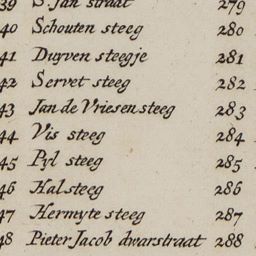 39 S. Jan straat 279
40 Schouten steeg 280
41 Duyven steegje 281
42 Servet steeg 282
43 Jan de Vriesen steeg 283
44 Vis steeg 284
45 Pyl steeg 285
46 Hal steeg 286
47 Hermyte steeg 287
48 Pieter Jacob dwarstraat 288